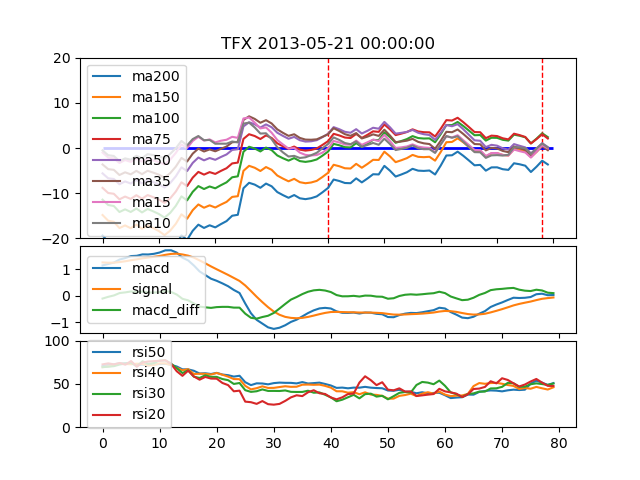 TFX 2013-05-21 00:00:00
20
10
0
−10
−20
ma200
ma150
ma100
ma75
ma50
ma35
ma15
ma10
1
0
−1
macd
signal
macd_diff
100
50
0
rsi50
rsi40
rsi30
rsi20
0 10 20 30 40 50 60 70 80